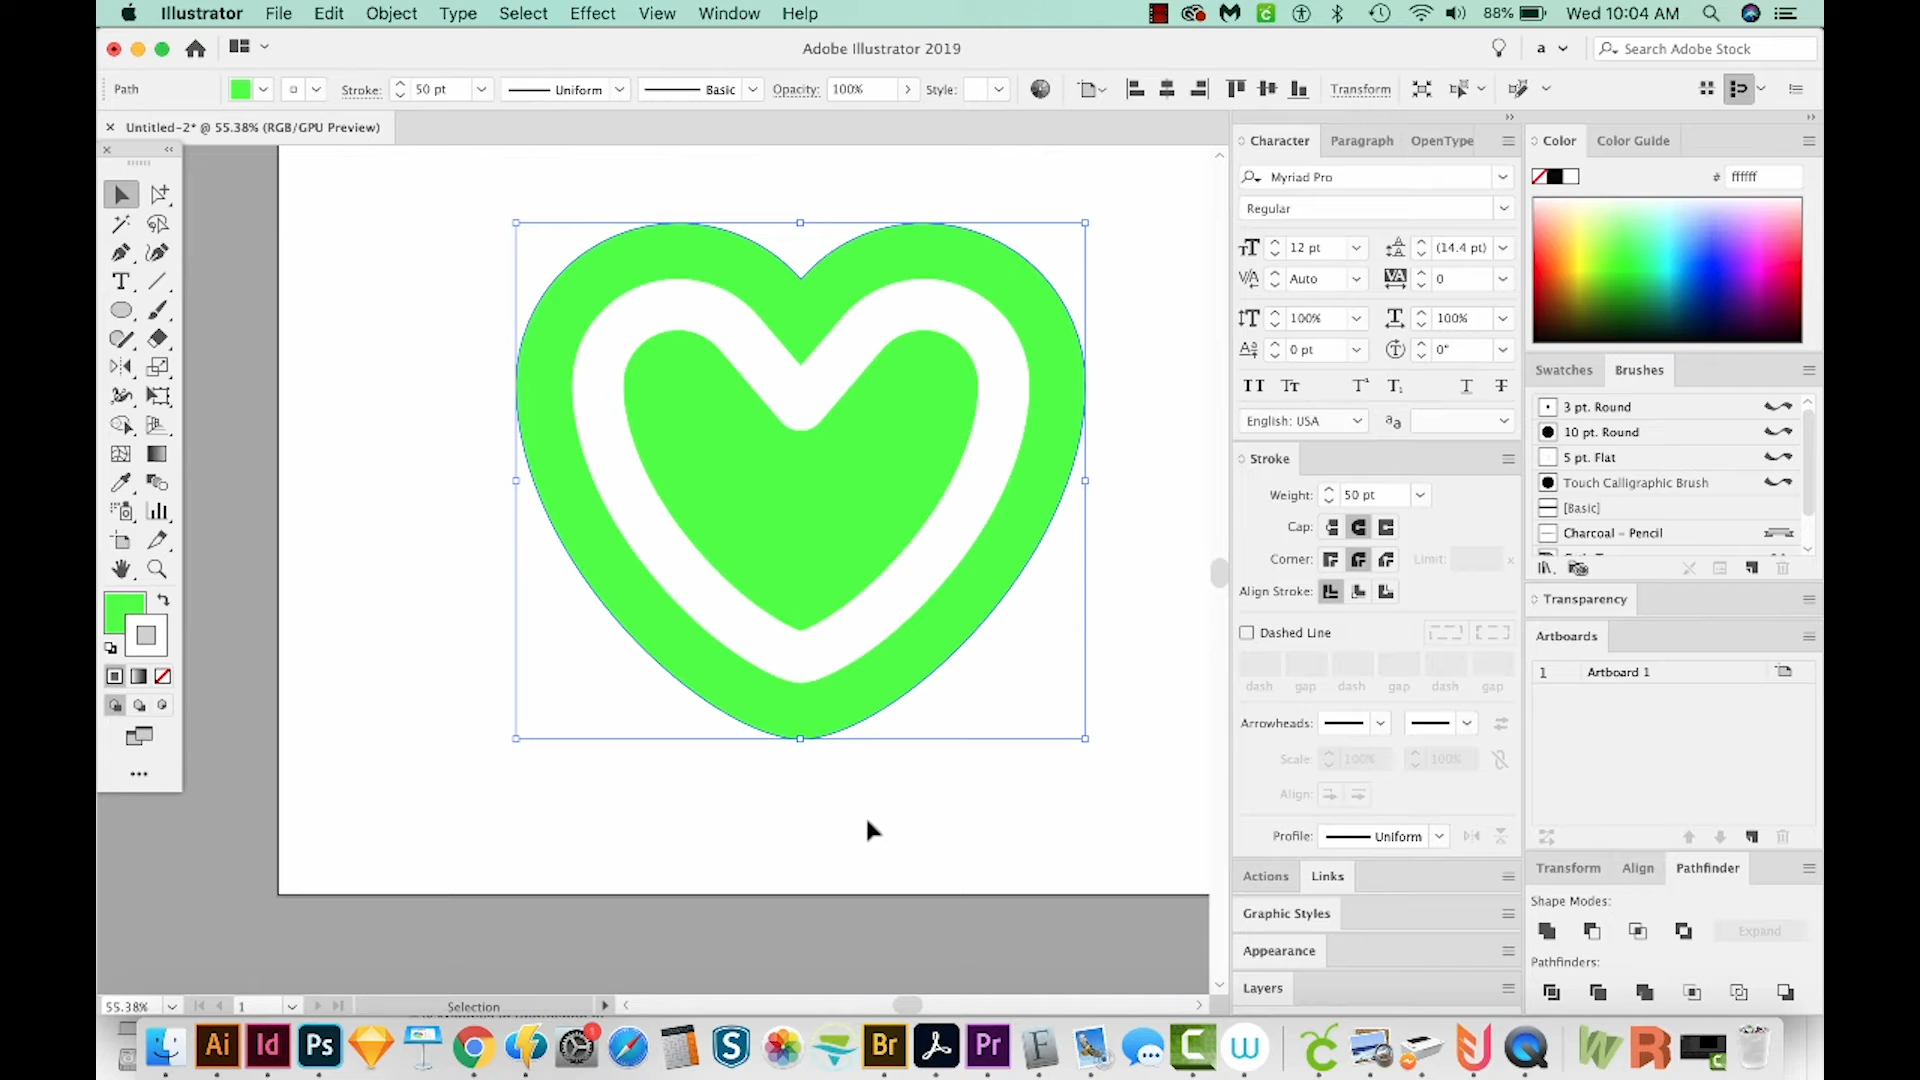 Illustrator File Edit Object Type Select Effect View Window Help 88% Wed 10:04 AM
Adobe Illustrator 2019 a Search Adobe Stock
Path Stroke: 50 pt Uniform Basic Opacity: 100% Style: Transform
Untitled-2* @ 55.38% (RGB/GPU Preview)
Character Paragraph OpenType
Myriad Pro
Regular
12 pt (14.4 pt)
Auto 0
100% 100%
0 pt 0°
English: USA
Stroke
Weight: 50 pt
Cap:
Corner: Limit: x
Align Stroke:
Dashed Line
dash gap dash gap dash gap
Arrowheads:
Scale: 100% 100%
Align:
Profile: Uniform
Actions Links
Graphic Styles
Appearance
Layers
Color Color Guide
# ffffff
Swatches Brushes
3 pt. Round
10 pt. Round
5 pt. Flat
Touch Calligraphic Brush
[Basic]
Charcoal - Pencil
Transparency
Artboards
1 Artboard 1
Transform Align Pathfinder
Shape Modes:
Expand
Pathfinders:
55.38% 1 Selection
Ai Id Ps S Br Pr